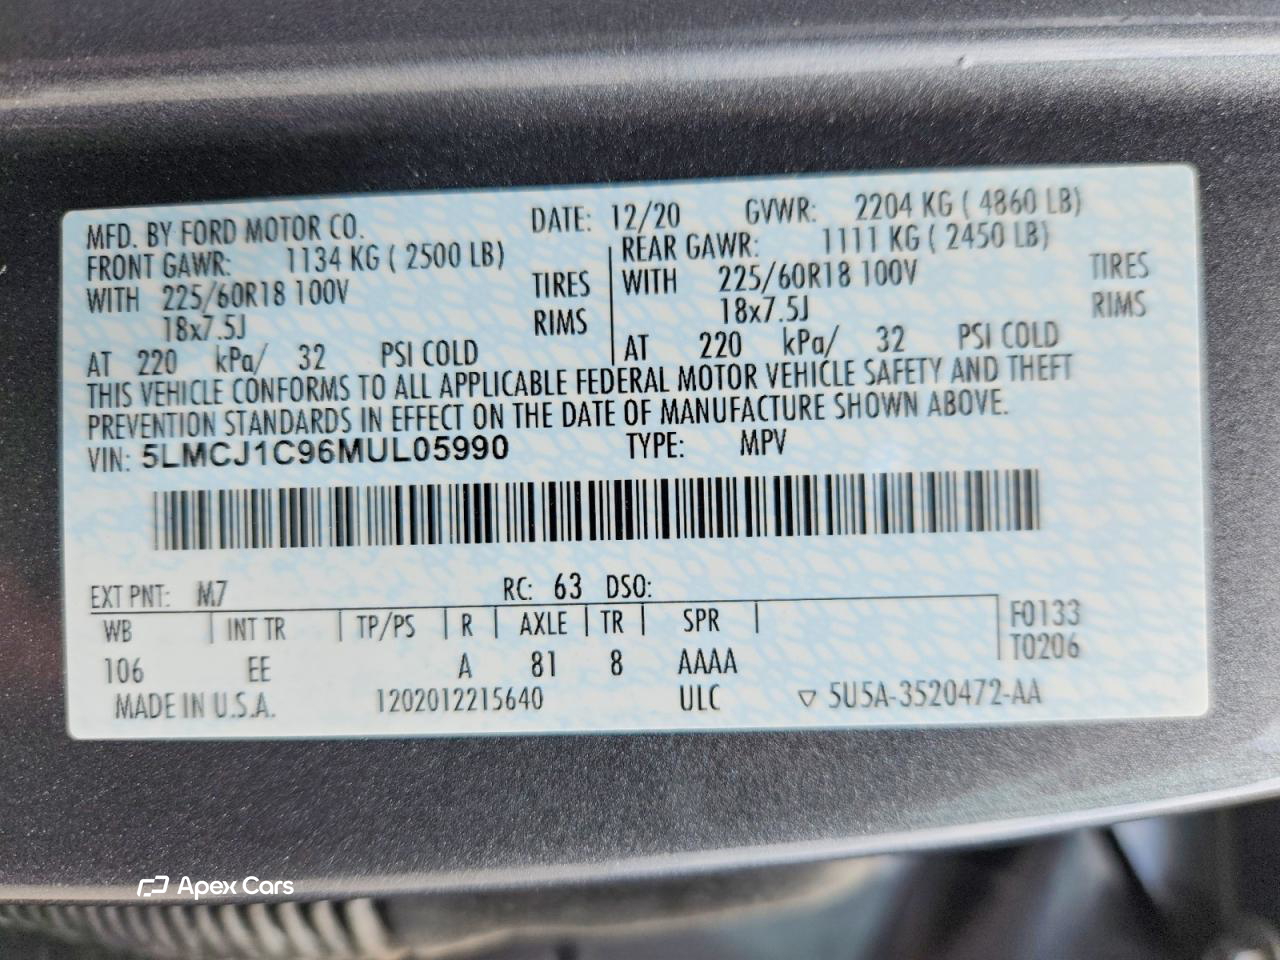 MFD. BY FORD MOTOR CO. DATE: 12/20 GVWR: 2204 KG ( 4860 LB)
FRONT GAWR: 1134 KG ( 2500 LB) REAR GAWR: 1111 KG ( 2450 LB)
WITH 225/60R18 100V TIRES WITH 225/60R18 100V TIRES
18x7.5J RIMS 18x7.5J RIMS
AT 220 kPa/ 32 PSI COLD AT 220 kPa/ 32 PSI COLD
THIS VEHICLE CONFORMS TO ALL APPLICABLE FEDERAL MOTOR VEHICLE SAFETY AND THEFT
PREVENTION STANDARDS IN EFFECT ON THE DATE OF MANUFACTURE SHOWN ABOVE.
VIN: 5LMCJ1C96MUL05990 TYPE: MPV
EXT PNT: M7 RC: 63 DSO:
WB INT TR TP/PS R AXLE TR SPR F0133
T0206
106 EE A 81 8 AAAA
MADE IN U.S.A. 1202012215640 ULC ▽ 5U5A-3520472-AA
Apex Cars